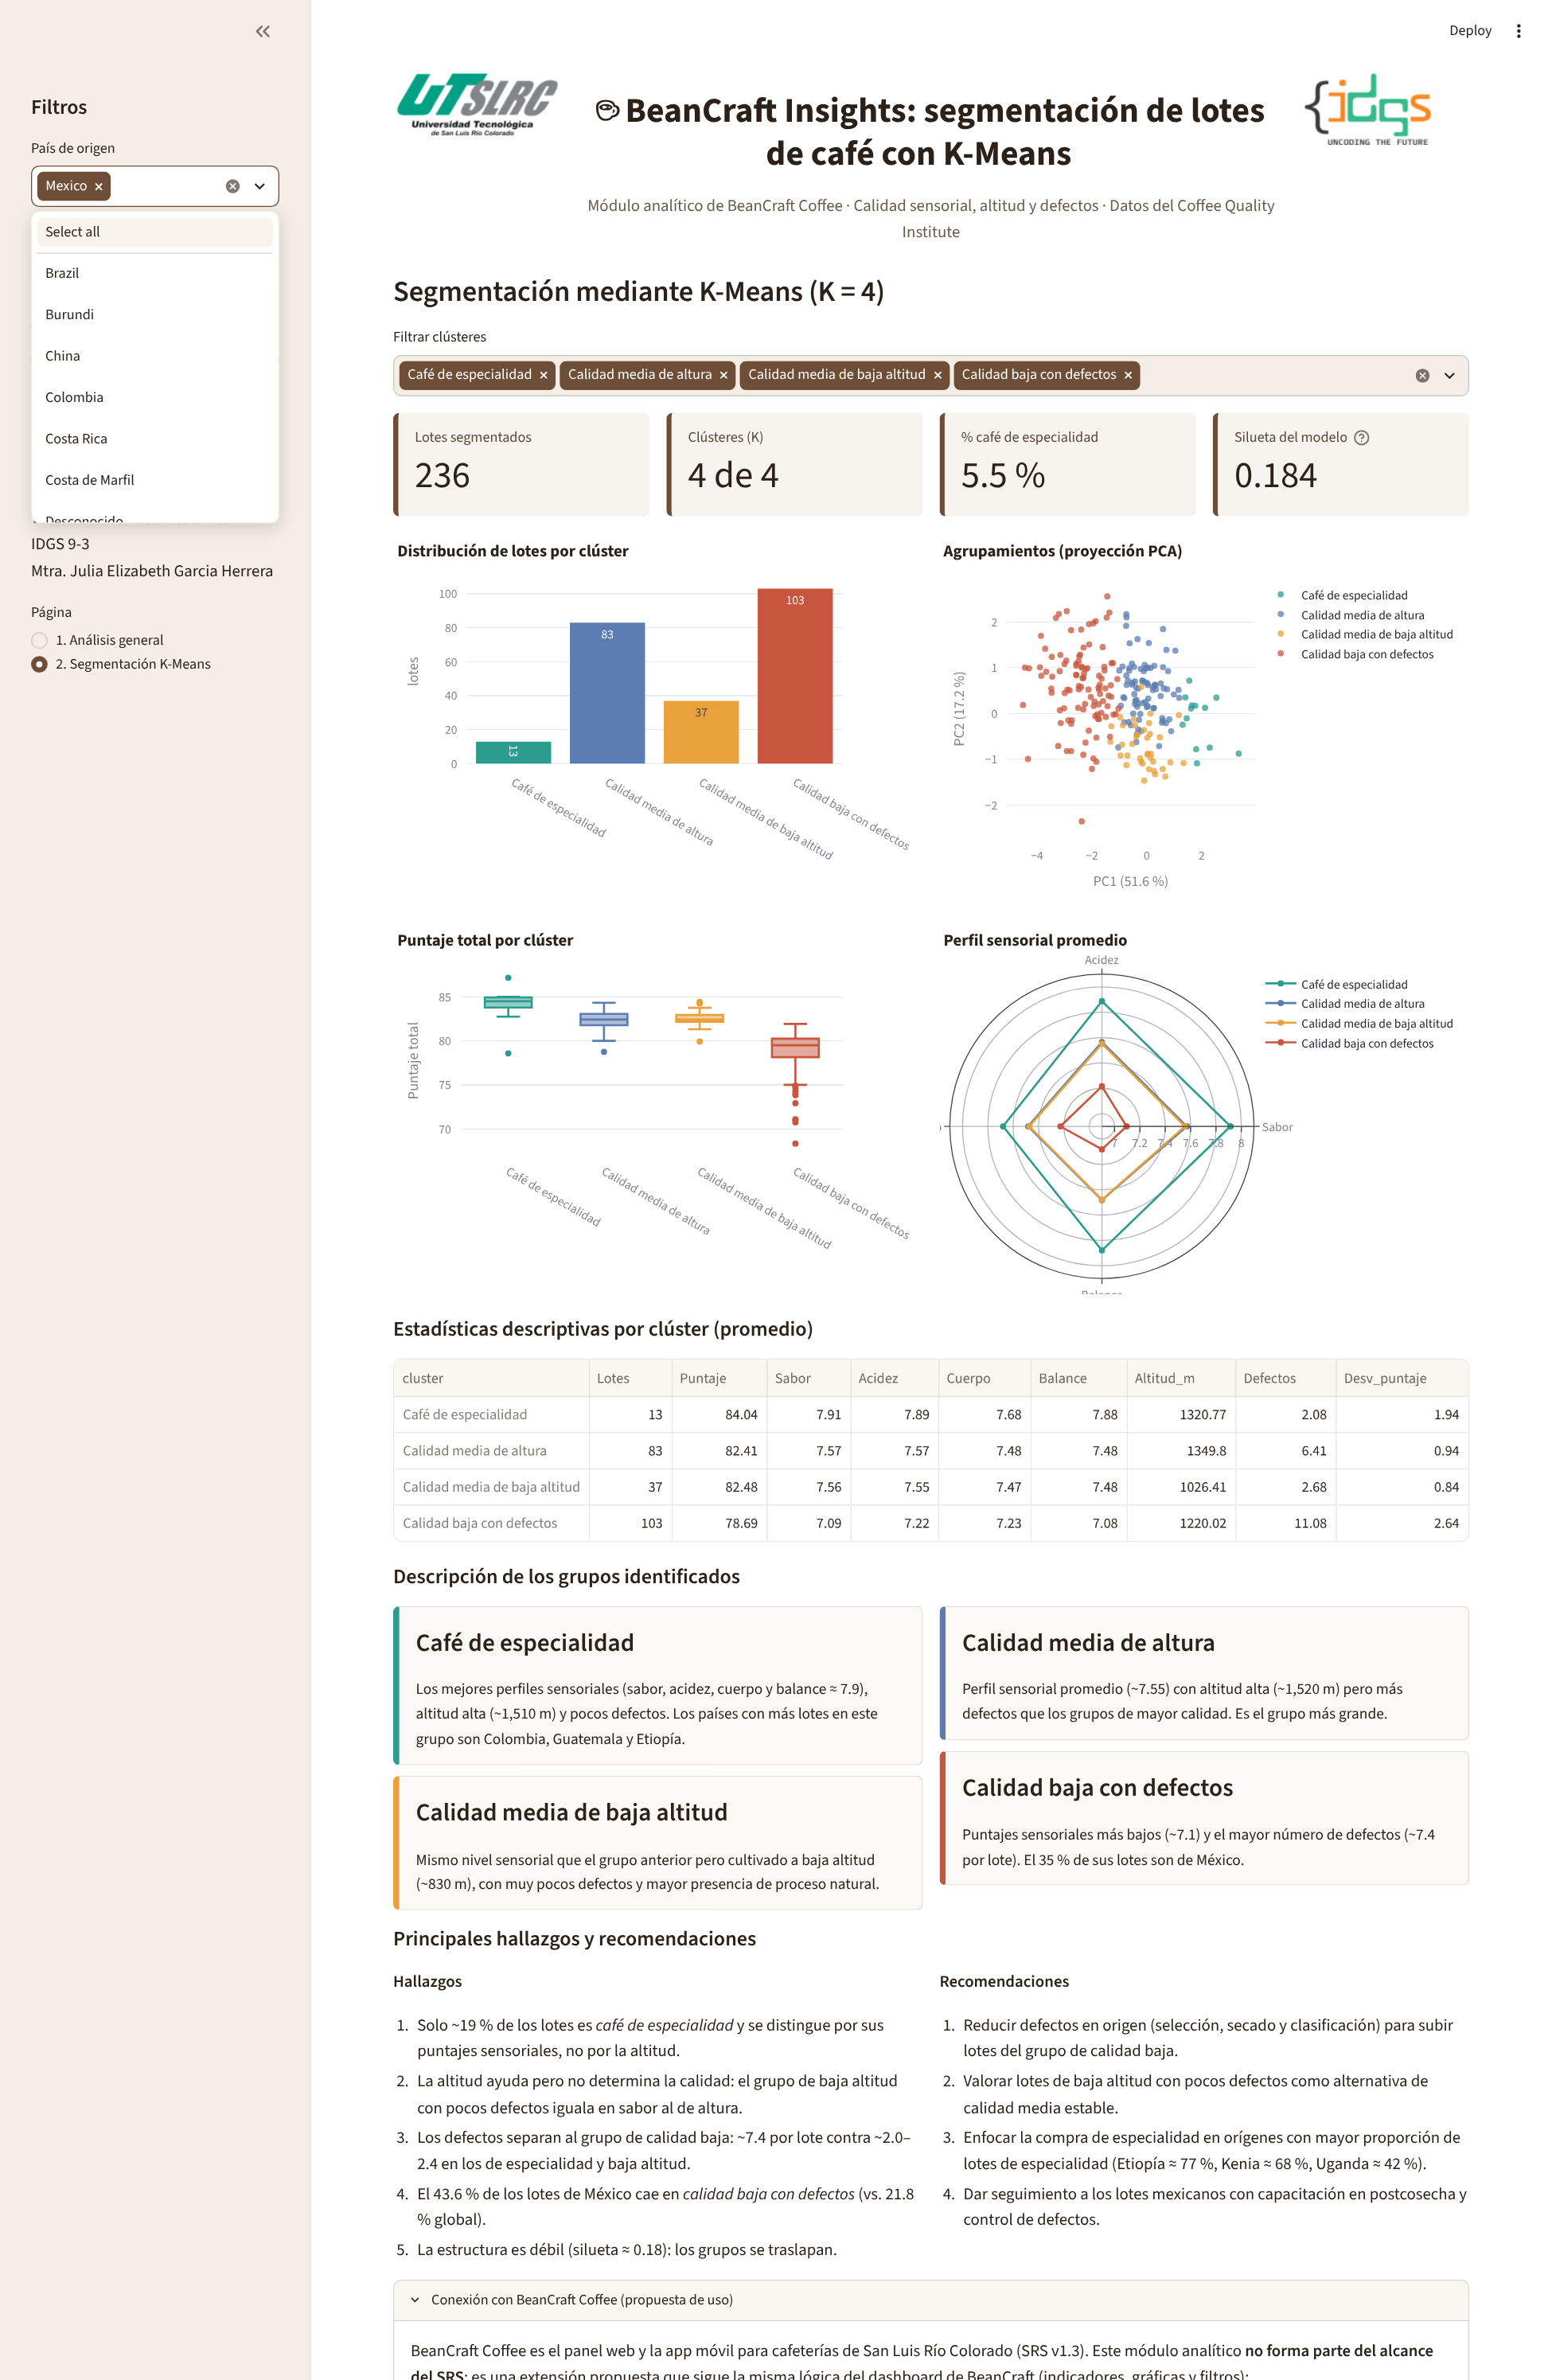 Deploy
Filtros
País de origen
Mexico
Select all
Brazil
Burundi
China
Colombia
Costa Rica
Costa de Marfil
Desconocido
IDGS 9-3
Mtra. Julia Elizabeth Garcia Herrera
Página
1. Análisis general
2. Segmentación K-Means
UTSLRC
Universidad Tecnológica
de San Luis Río Colorado
BeanCraft Insights: segmentación de lotes
de café con K-Means
{idgs
UNCODING THE FUTURE
Módulo analítico de BeanCraft Coffee · Calidad sensorial, altitud y defectos · Datos del Coffee Quality
Institute
Segmentación mediante K-Means (K = 4)
Filtrar clústeres
Café de especialidad
Calidad media de altura
Calidad media de baja altitud
Calidad baja con defectos
Lotes segmentados
236
Clústeres (K)
4 de 4
% café de especialidad
5.5 %
Silueta del modelo
0.184
Distribución de lotes por clúster
lotes
100
80
60
40
20
0
13
83
37
103
Café de especialidad
Calidad media de altura
Calidad media de baja altitud
Calidad baja con defectos
Agrupamientos (proyección PCA)
PC2 (17.2 %)
2
1
0
−1
−2
−4
−2
0
2
PC1 (51.6 %)
Café de especialidad
Calidad media de altura
Calidad media de baja altitud
Calidad baja con defectos
Puntaje total por clúster
Puntaje total
85
80
75
70
Café de especialidad
Calidad media de altura
Calidad media de baja altitud
Calidad baja con defectos
Perfil sensorial promedio
Acidez
Sabor
7
7.2
7.4
7.6
7.8
8
Balance
Café de especialidad
Calidad media de altura
Calidad media de baja altitud
Calidad baja con defectos
Estadísticas descriptivas por clúster (promedio)
cluster Lotes Puntaje Sabor Acidez Cuerpo Balance Altitud_m Defectos Desv_puntaje
Café de especialidad 13 84.04 7.91 7.89 7.68 7.88 1320.77 2.08 1.94
Calidad media de altura 83 82.41 7.57 7.57 7.48 7.48 1349.8 6.41 0.94
Calidad media de baja altitud 37 82.48 7.56 7.55 7.47 7.48 1026.41 2.68 0.84
Calidad baja con defectos 103 78.69 7.09 7.22 7.23 7.08 1220.02 11.08 2.64
Descripción de los grupos identificados
Café de especialidad
Los mejores perfiles sensoriales (sabor, acidez, cuerpo y balance ≈ 7.9),
altitud alta (~1,510 m) y pocos defectos. Los países con más lotes en este
grupo son Colombia, Guatemala y Etiopía.
Calidad media de altura
Perfil sensorial promedio (~7.55) con altitud alta (~1,520 m) pero más
defectos que los grupos de mayor calidad. Es el grupo más grande.
Calidad media de baja altitud
Mismo nivel sensorial que el grupo anterior pero cultivado a baja altitud
(~830 m), con muy pocos defectos y mayor presencia de proceso natural.
Calidad baja con defectos
Puntajes sensoriales más bajos (~7.1) y el mayor número de defectos (~7.4
por lote). El 35 % de sus lotes son de México.
Principales hallazgos y recomendaciones
Hallazgos
1. Solo ~19 % de los lotes es café de especialidad y se distingue por sus
puntajes sensoriales, no por la altitud.
2. La altitud ayuda pero no determina la calidad: el grupo de baja altitud
con pocos defectos iguala en sabor al de altura.
3. Los defectos separan al grupo de calidad baja: ~7.4 por lote contra ~2.0–
2.4 en los de especialidad y baja altitud.
4. El 43.6 % de los lotes de México cae en calidad baja con defectos (vs. 21.8
% global).
5. La estructura es débil (silueta ≈ 0.18): los grupos se traslapan.
Recomendaciones
1. Reducir defectos en origen (selección, secado y clasificación) para subir
lotes del grupo de calidad baja.
2. Valorar lotes de baja altitud con pocos defectos como alternativa de
calidad media estable.
3. Enfocar la compra de especialidad en orígenes con mayor proporción de
lotes de especialidad (Etiopía ≈ 77 %, Kenia ≈ 68 %, Uganda ≈ 42 %).
4. Dar seguimiento a los lotes mexicanos con capacitación en postcosecha y
control de defectos.
Conexión con BeanCraft Coffee (propuesta de uso)
BeanCraft Coffee es el panel web y la app móvil para cafeterías de San Luis Río Colorado (SRS v1.3). Este módulo analítico no forma parte del alcance
del SRS: es una extensión propuesta que sigue la misma lógica del dashboard de BeanCraft (indicadores, gráficas y filtros):